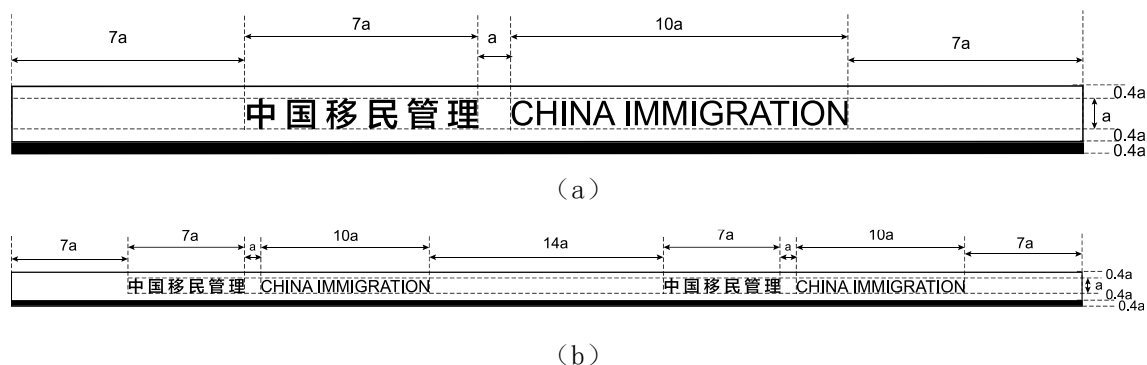 7a 7a a 10a 7a
中国移民管理 CHINA IMMIGRATION
0.4a
a
0.4a
0.4a
(a)
7a 7a a 10a 14a 7a a 10a 7a
中国移民管理 CHINA IMMIGRATION 中国移民管理 CHINA IMMIGRATION
0.4a
a
0.4a
0.4a
(b)